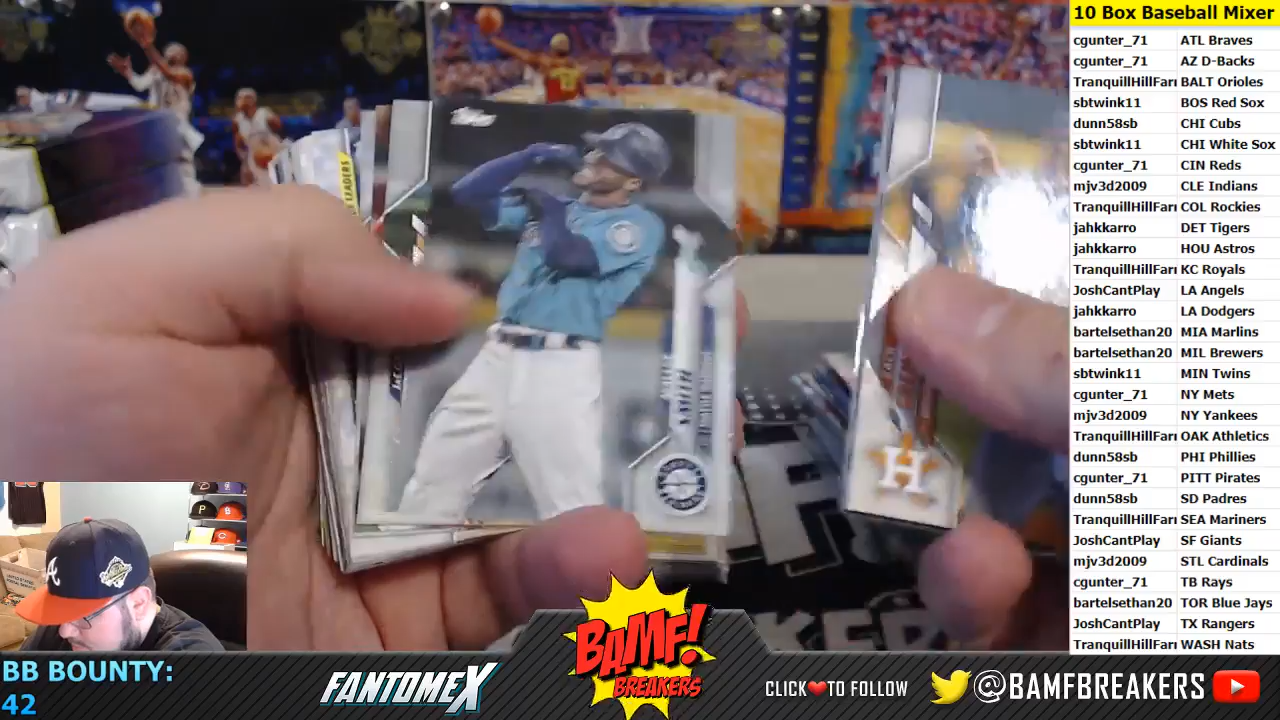 10 Box Baseball Mixer
cgunter_71 ATL Braves
cgunter_71 AZ D-Backs
TranquillHillFar BALT Orioles
sbtwink11 BOS Red Sox
dunn58sb CHI Cubs
sbtwink11 CHI White Sox
cgunter_71 CIN Reds
mjv3d2009 CLE Indians
TranquillHillFar COL Rockies
jahkkarro DET Tigers
jahkkarro HOU Astros
TranquillHillFar KC Royals
JoshCantPlay LA Angels
jahkkarro LA Dodgers
bartelsethan20 MIA Marlins
bartelsethan20 MIL Brewers
sbtwink11 MIN Twins
cgunter_71 NY Mets
mjv3d2009 NY Yankees
TranquillHillFar OAK Athletics
dunn58sb PHI Phillies
cgunter_71 PITT Pirates
dunn58sb SD Padres
TranquillHillFar SEA Mariners
JoshCantPlay SF Giants
mjv3d2009 STL Cardinals
cgunter_71 TB Rays
bartelsethan20 TOR Blue Jays
JoshCantPlay TX Rangers
TranquillHillFar WASH Nats
Topps
LEADERS
H
A
BB BOUNTY:
42
FANTOMEX
BAMF!
BREAKERS
CLICK TO FOLLOW
@BAMFBREAKERS